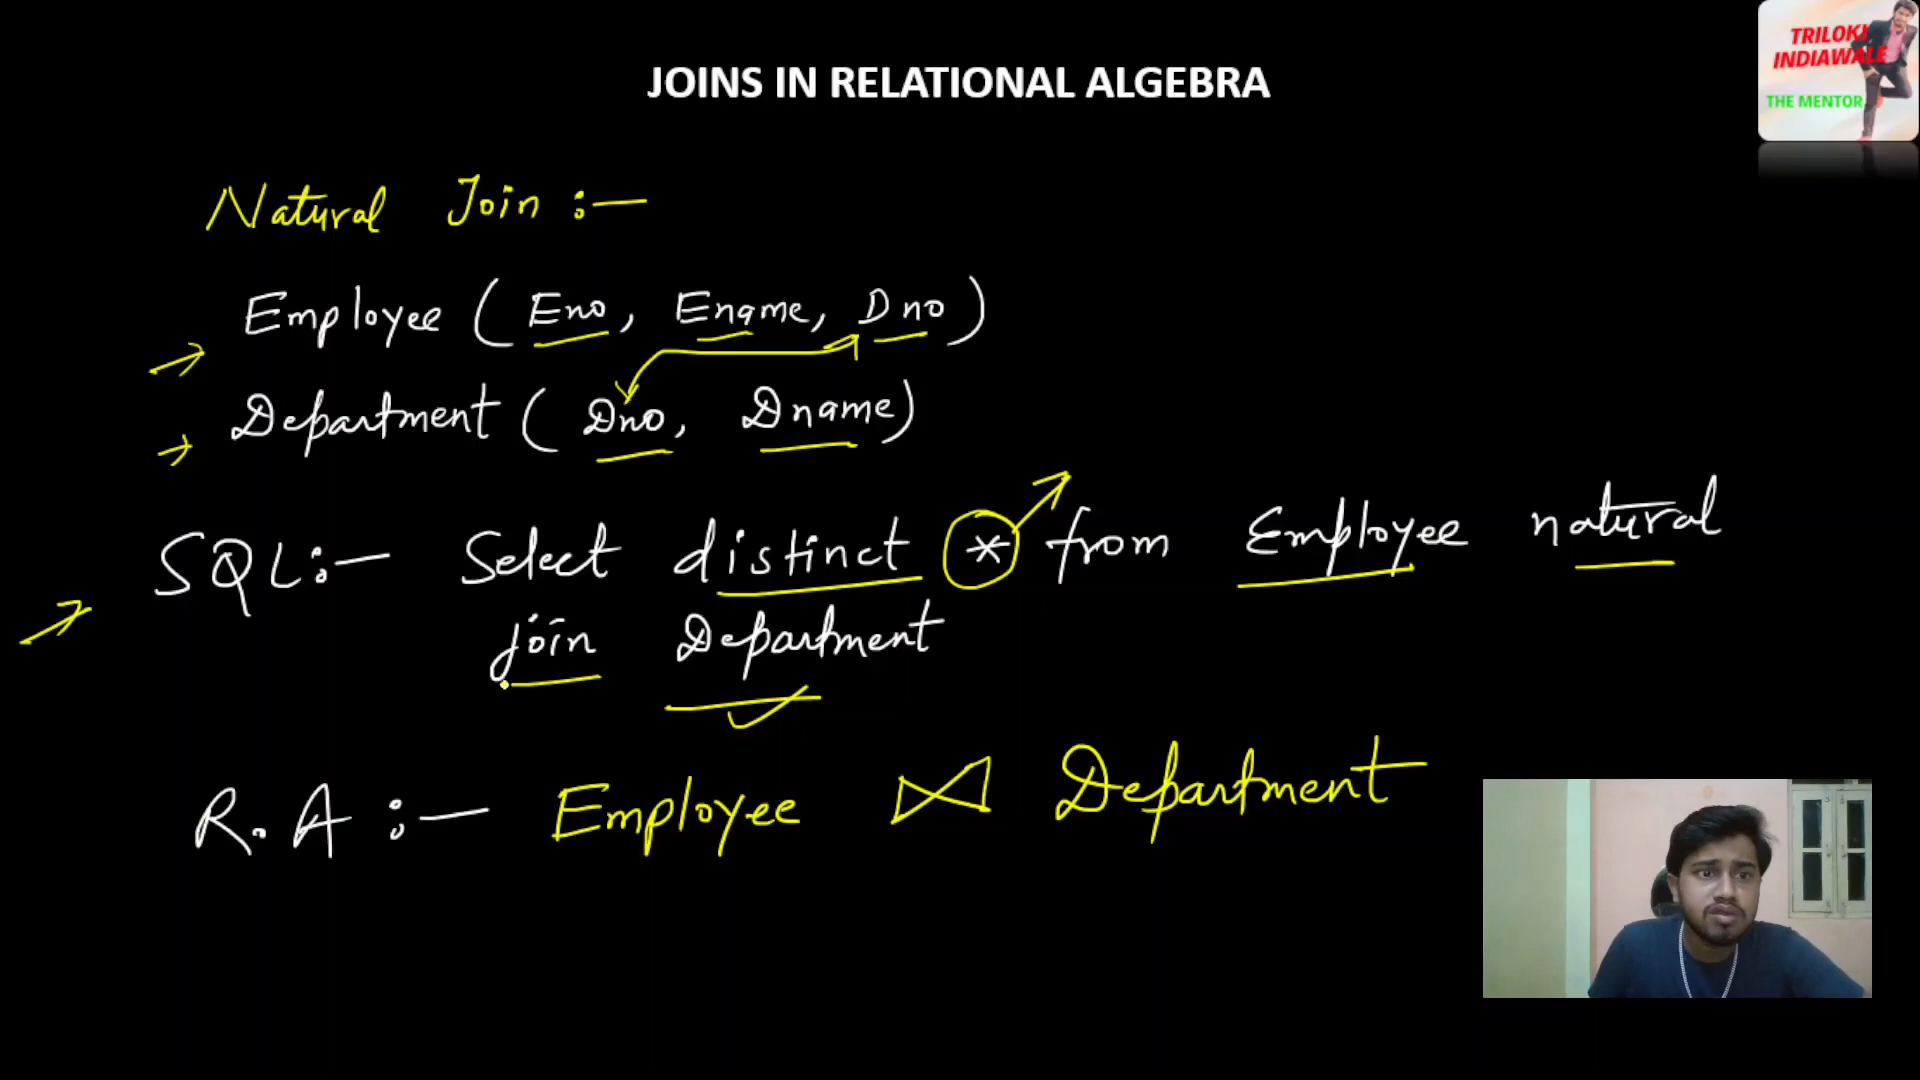 JOINS IN RELATIONAL ALGEBRA
TRILOKI
INDIAWALE
THE MENTOR
Natural Join :-
Employee ( Eno, Ename, Dno )
Department ( Dno, Dname )
SQL:- Select distinct * from Employee natural
join Department
R.A :- Employee ⋈ Department